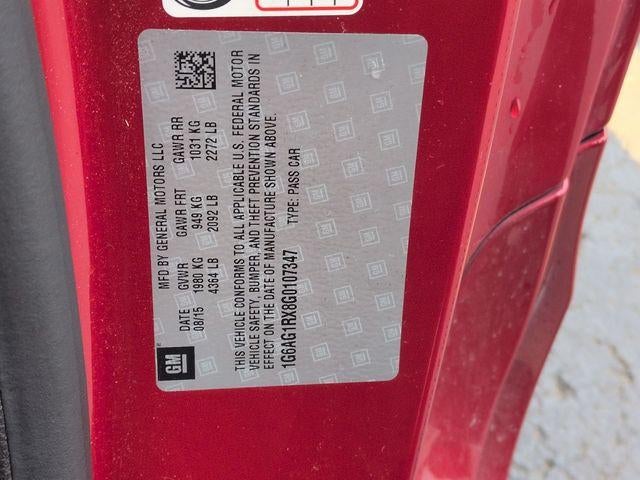 GM
MFD BY GENERAL MOTORS LLC
DATE GVWR GAWR FRT GAWR RR
08/15 1980 KG 949 KG 1031 KG
4364 LB 2092 LB 2272 LB
THIS VEHICLE CONFORMS TO ALL APPLICABLE U.S. FEDERAL MOTOR
VEHICLE SAFETY, BUMPER, AND THEFT PREVENTION STANDARDS IN
EFFECT ON THE DATE OF MANUFACTURE SHOWN ABOVE.
1G6AG1RX8G0107347 TYPE: PASS CAR